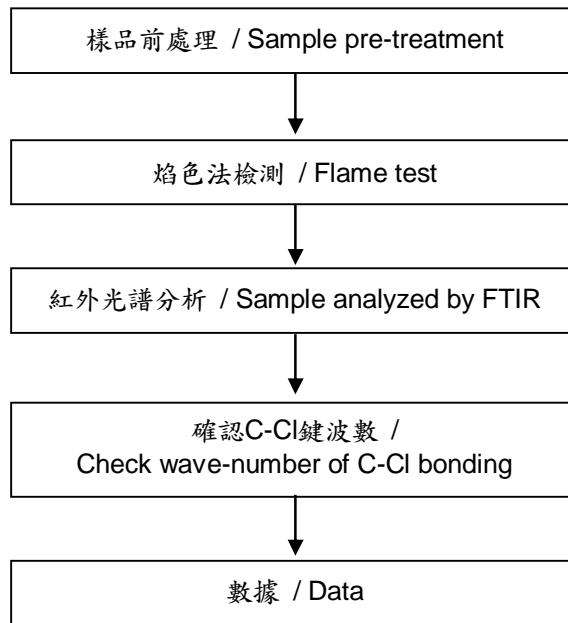 樣品前處理 / Sample pre-treatment
焰色法檢測 / Flame test
紅外光譜分析 / Sample analyzed by FTIR
確認C-Cl鍵波數 /
Check wave-number of C-Cl bonding
數據 / Data